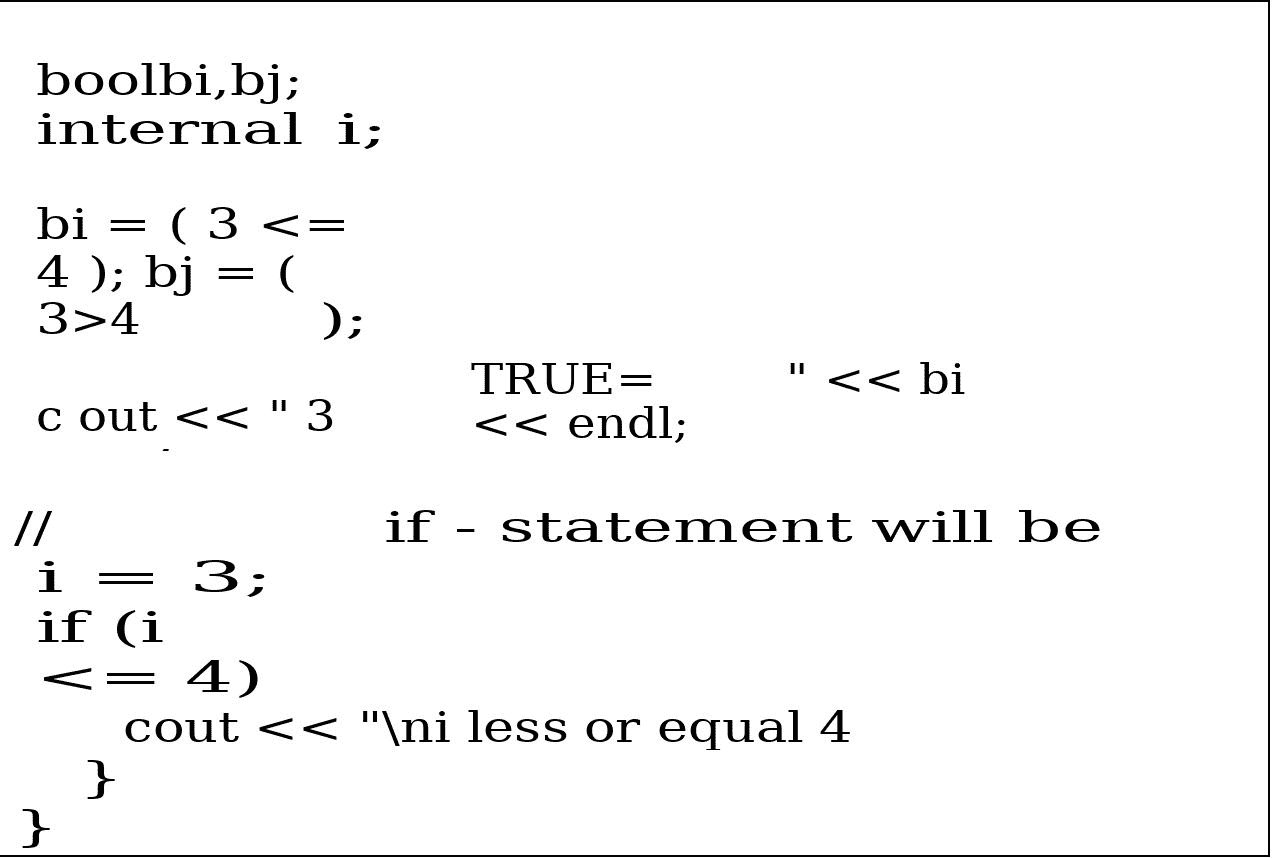 boolbi,bj;
internal i;
bi = ( 3 <=
4 ); bj = (
3>4 );
TRUE= " << bi
c out << " 3
<< endl;
// if - statement will be
i = 3;
if (i
<= 4)
cout << "\ni less or equal 4
}
}